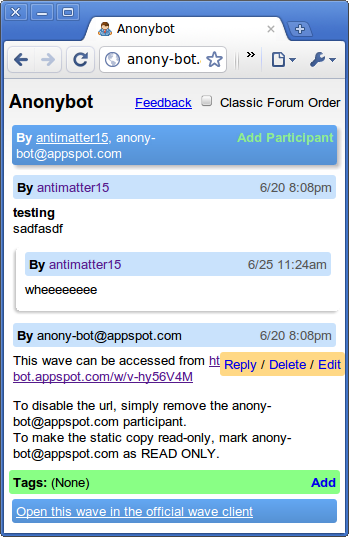 Anonybot
anony-bot.
Anonybot Feedback Classic Forum Order
By antimatter15, anony-
bot@appspot.com Add Participant
By antimatter15 6/20 8:08pm
testing
sadfasdf
By antimatter15 6/25 11:24am
wheeeeeeee
By anony-bot@appspot.com 6/20 8:08pm
This wave can be accessed from ht
Reply / Delete / Edit
bot.appspot.com/w/v-hy56V4M
To disable the url, simply remove the anony-
bot@appspot.com participant.
To make the static copy read-only, mark anony-
bot@appspot.com as READ ONLY.
Tags: (None) Add
Open this wave in the official wave client